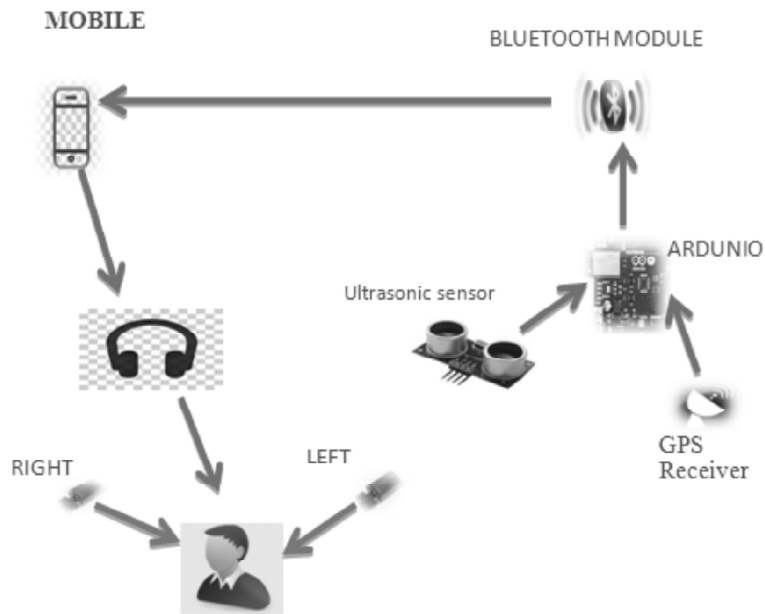 MOBILE
BLUETOOTH MODULE
ARDUNIO
Ultrasonic sensor
GPS
Receiver
RIGHT
LEFT